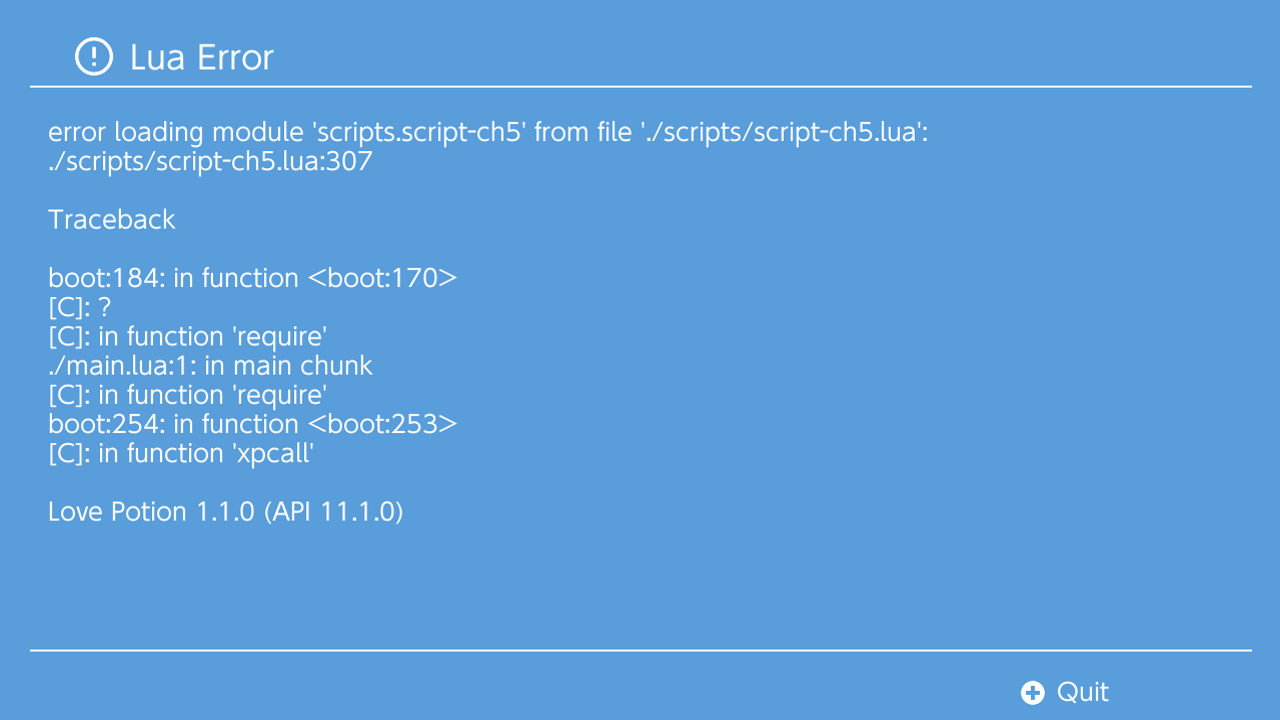 Lua Error
error loading module 'scripts.script-ch5' from file './scripts/script-ch5.lua':
./scripts/script-ch5.lua:307
Traceback
boot:184: in function <boot:170>
[C]: ?
[C]: in function 'require'
./main.lua:1: in main chunk
[C]: in function 'require'
boot:254: in function <boot:253>
[C]: in function 'xpcall'
Love Potion 1.1.0 (API 11.1.0)
Quit